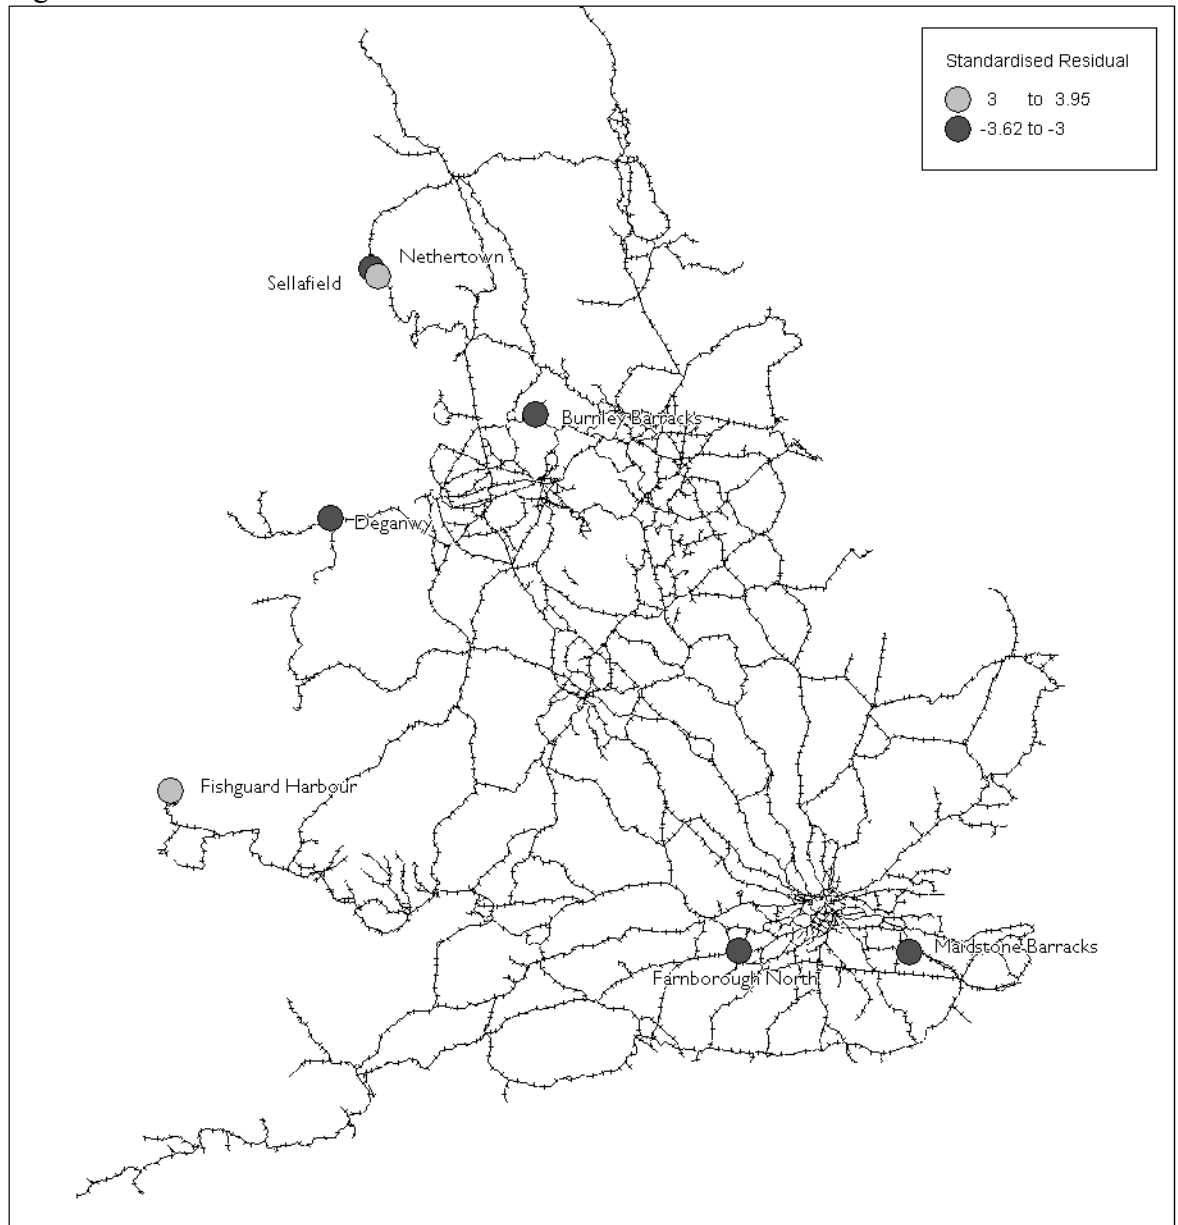 Standardised Residual
3 to 3.95
-3.62 to -3
Nethertown
Sellafield
Burnley Barracks
Deganwy
Fishguard Harbour
Maidstone Barracks
Farnborough North